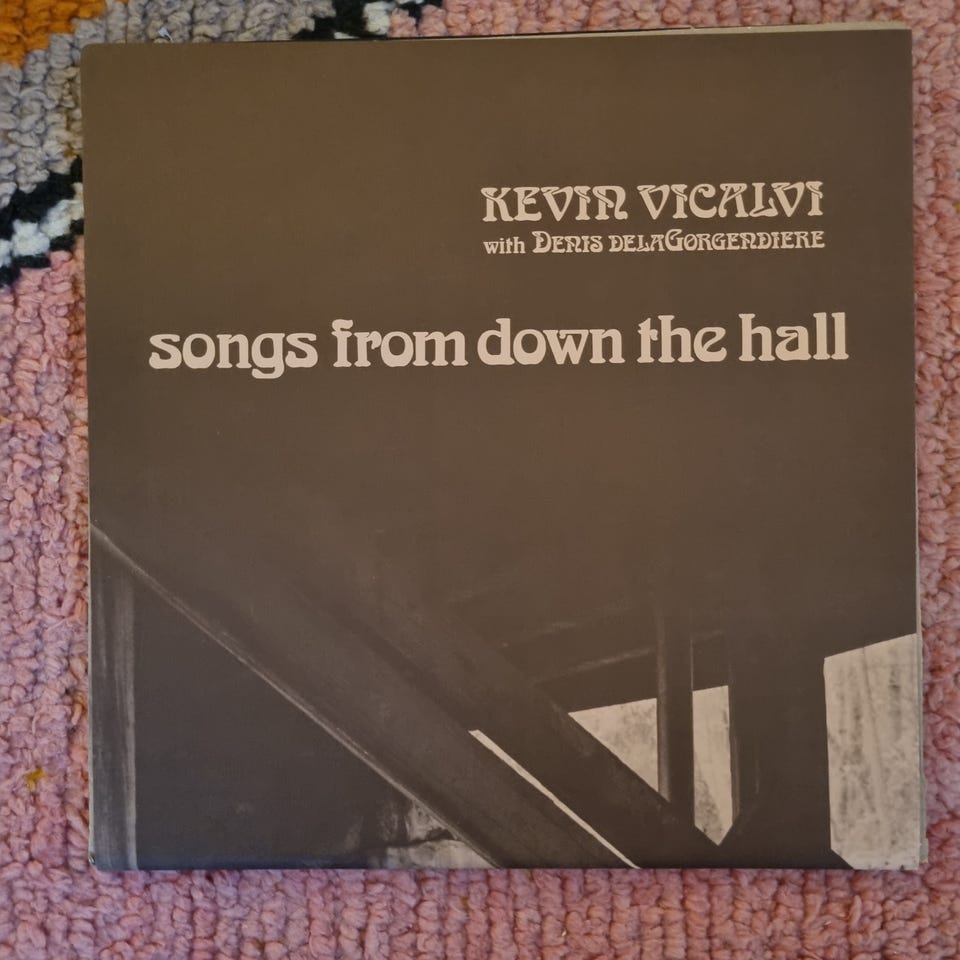 KEVIN VICALVI
with DENIS DELAGORGENDIERE
songs from down the hall